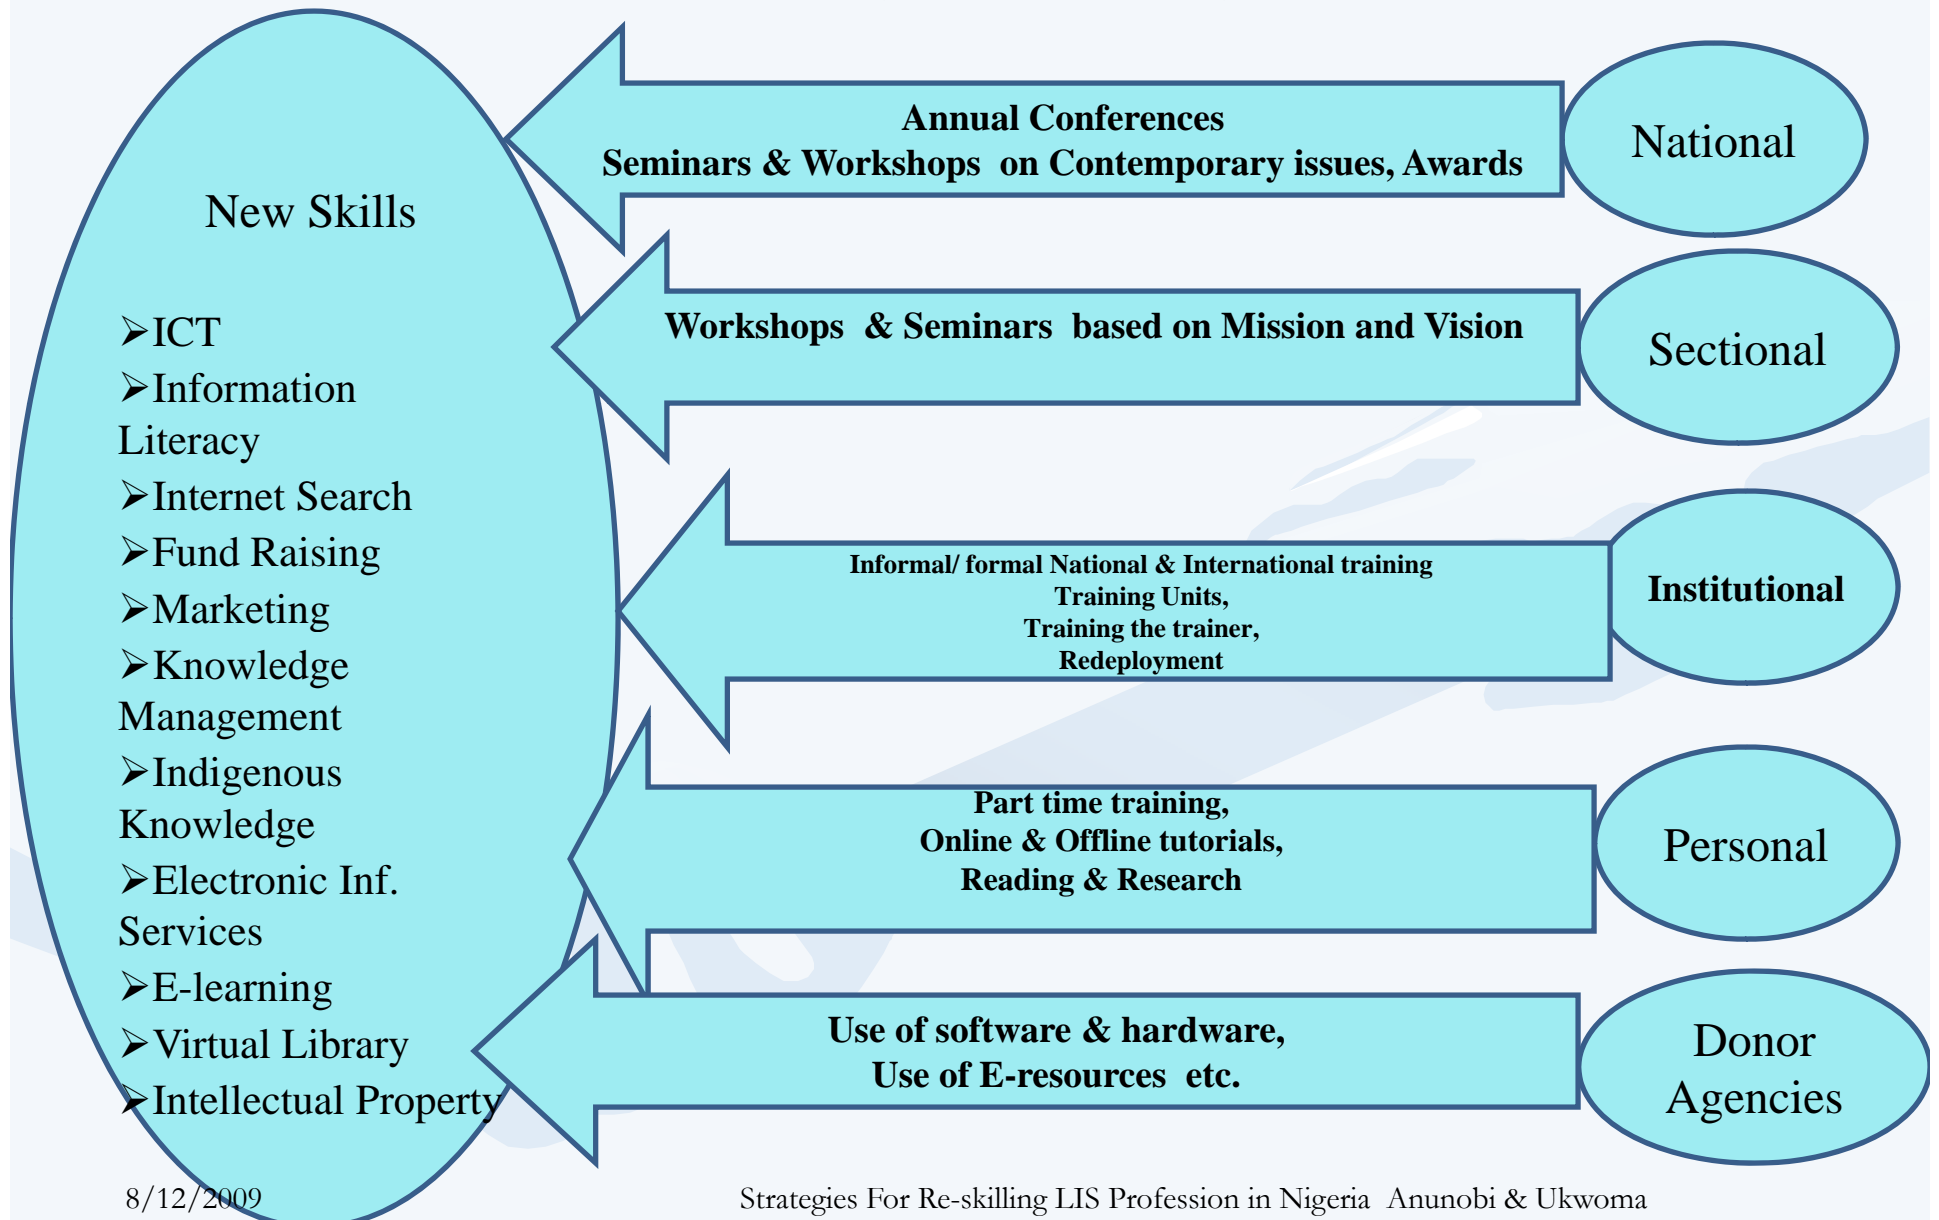 New Skills
➢ICT
➢Information
Literacy
➢Internet Search
➢Fund Raising
➢Marketing
➢Knowledge
Management
➢Indigenous
Knowledge
➢Electronic Inf.
Services
➢E-learning
➢Virtual Library
➢Intellectual Property
Annual Conferences
Seminars & Workshops on Contemporary issues, Awards
National
Workshops & Seminars based on Mission and Vision
Sectional
Informal/ formal National & International training
Training Units,
Training the trainer,
Redeployment
Institutional
Part time training,
Online & Offline tutorials,
Reading & Research
Personal
Use of software & hardware,
Use of E-resources etc.
Donor
Agencies
8/12/2009
Strategies For Re-skilling LIS Profession in Nigeria Anunobi & Ukwoma